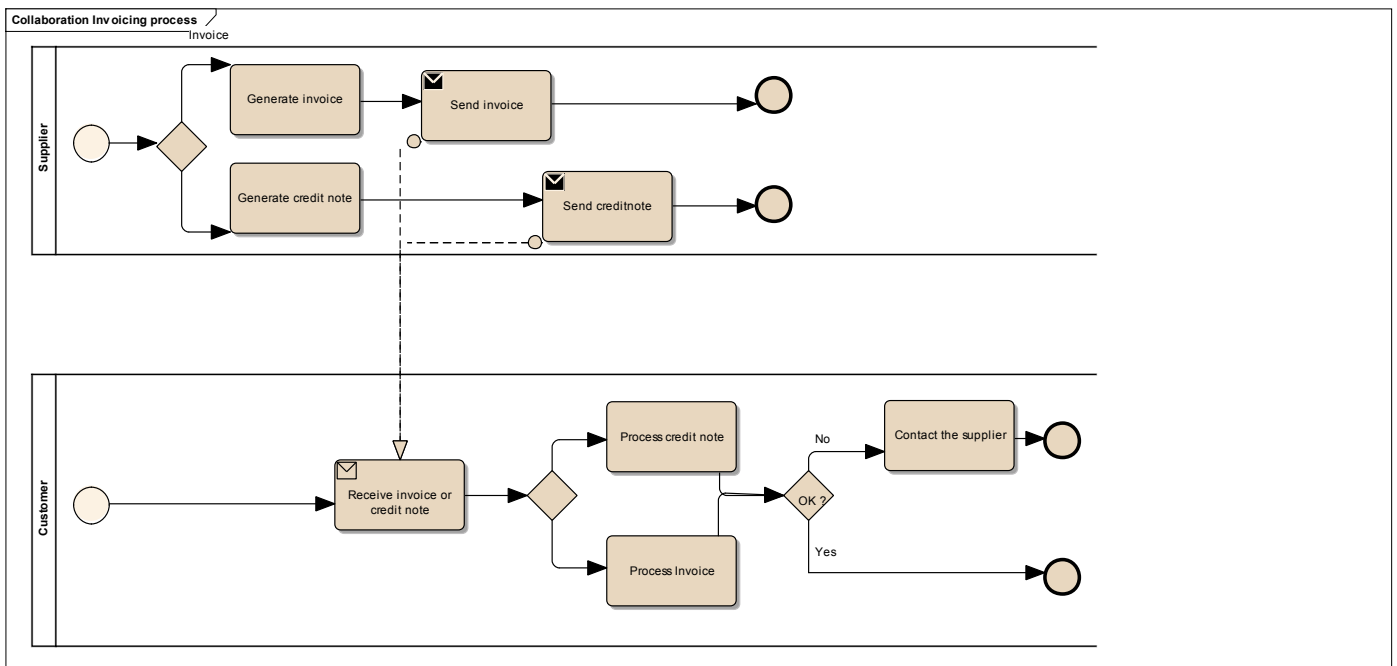 Collaboration Invoicing process
Invoice
Supplier
Generate invoice
Send invoice
Generate credit note
Send creditnote
Customer
Receive invoice or
credit note
Process credit note
Process Invoice
OK ?
No
Yes
Contact the supplier